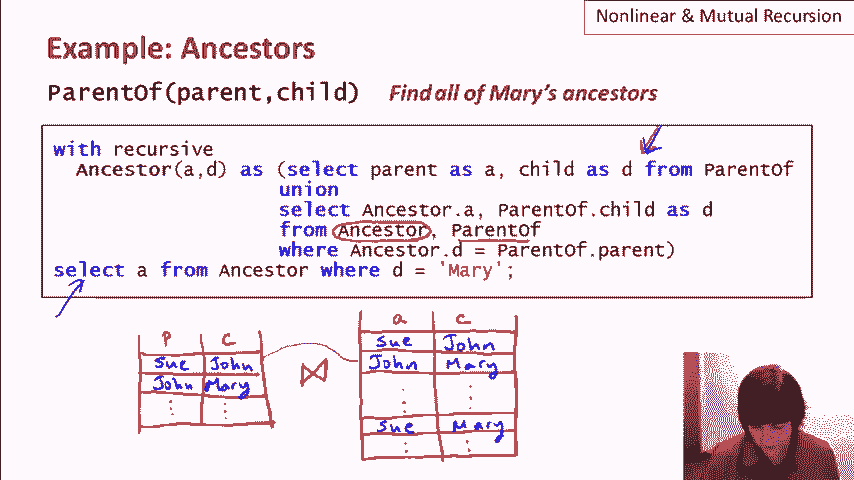 Nonlinear & Mutual Recursion
Example: Ancestors
ParentOf(parent,child) Find all of Mary's ancestors
with recursive
Ancestor(a,d) as (select parent as a, child as d from ParentOf
union
select Ancestor.a, ParentOf.child as d
from Ancestor, ParentOf
where Ancestor.d = ParentOf.parent)
select a from Ancestor where d = 'Mary';
P C
Sue John
John Mary
⋮ ⋮
⋈
a C
Sue John
John Mary
⋮ ⋮
Sue Mary
⋮ ⋮